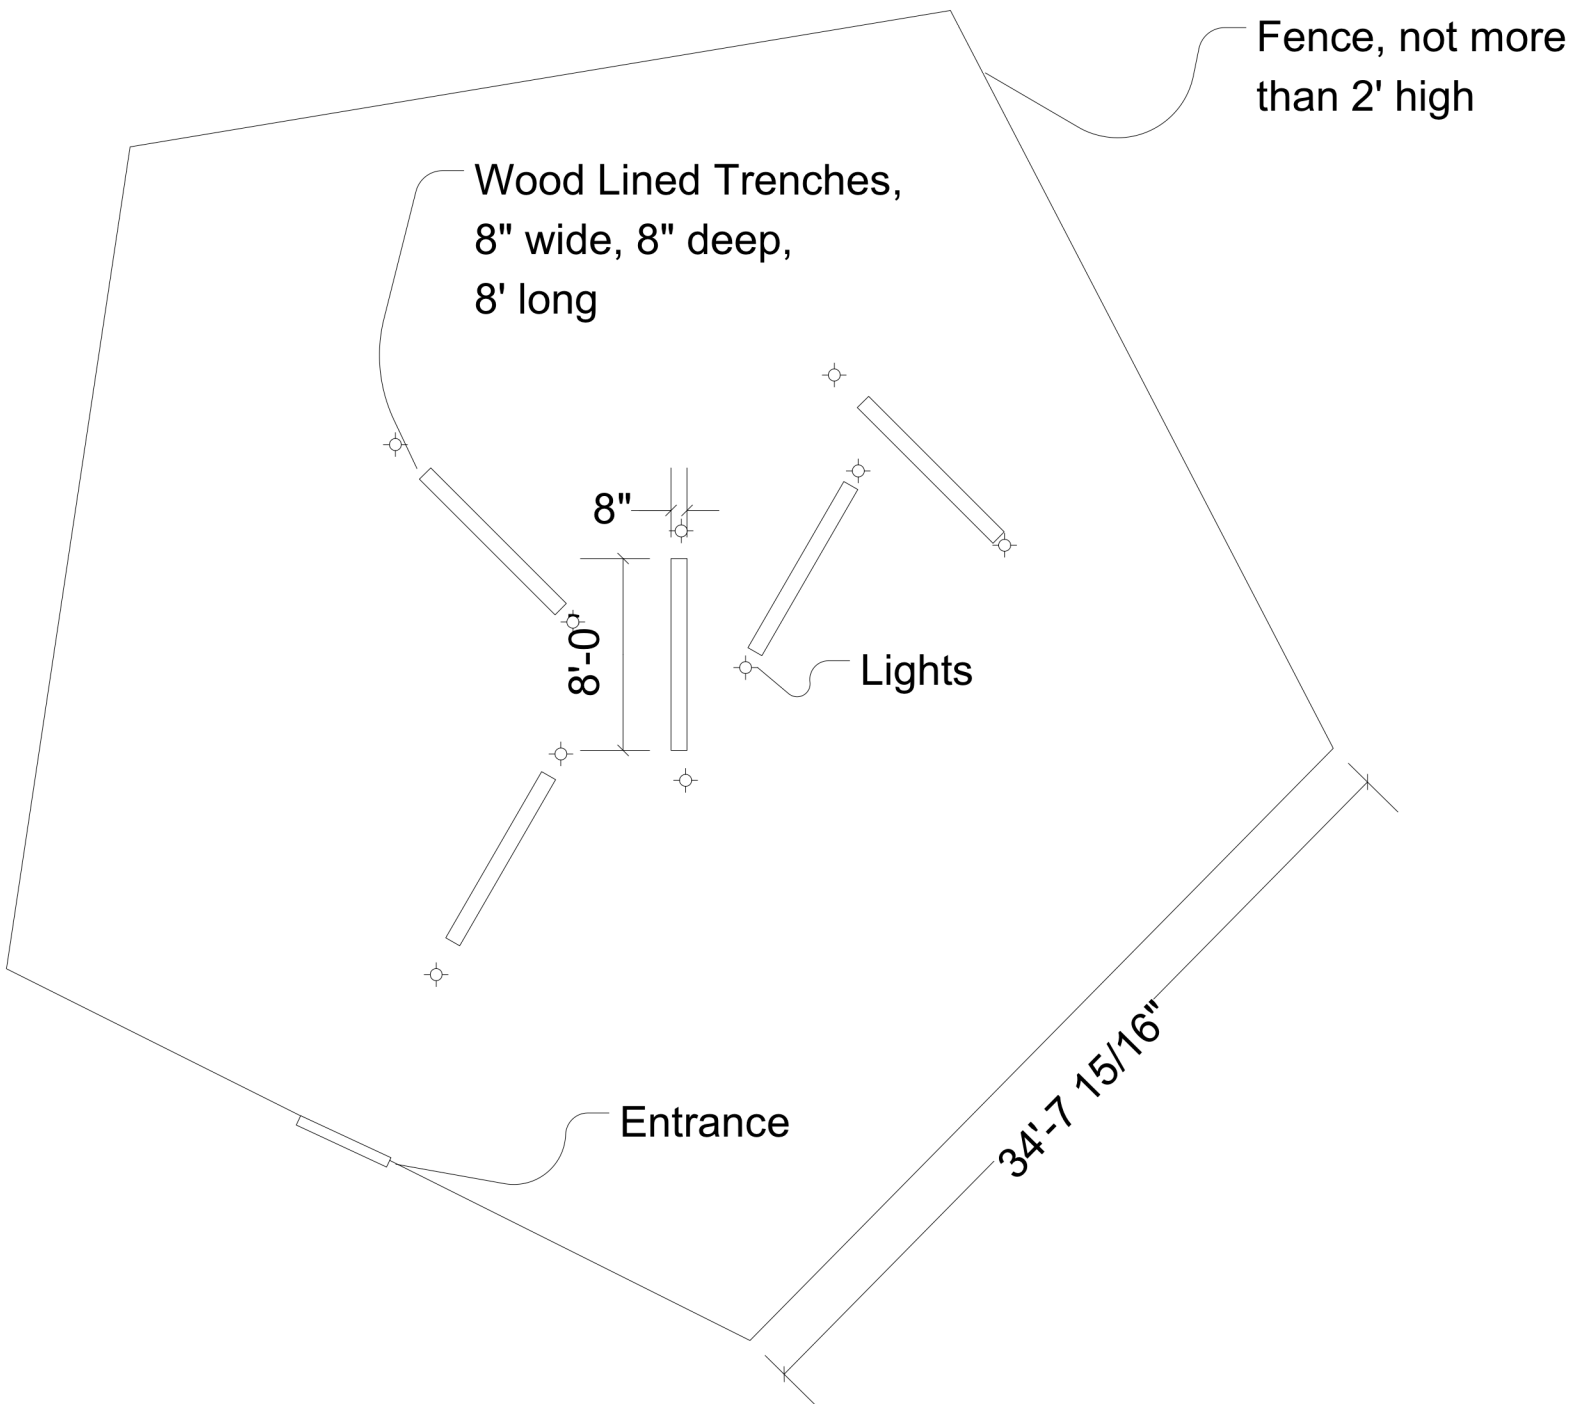 Fence, not more
than 2' high
Wood Lined Trenches,
8" wide, 8" deep,
8' long
8"
8'-0"
Lights
34'-7 15/16"
Entrance